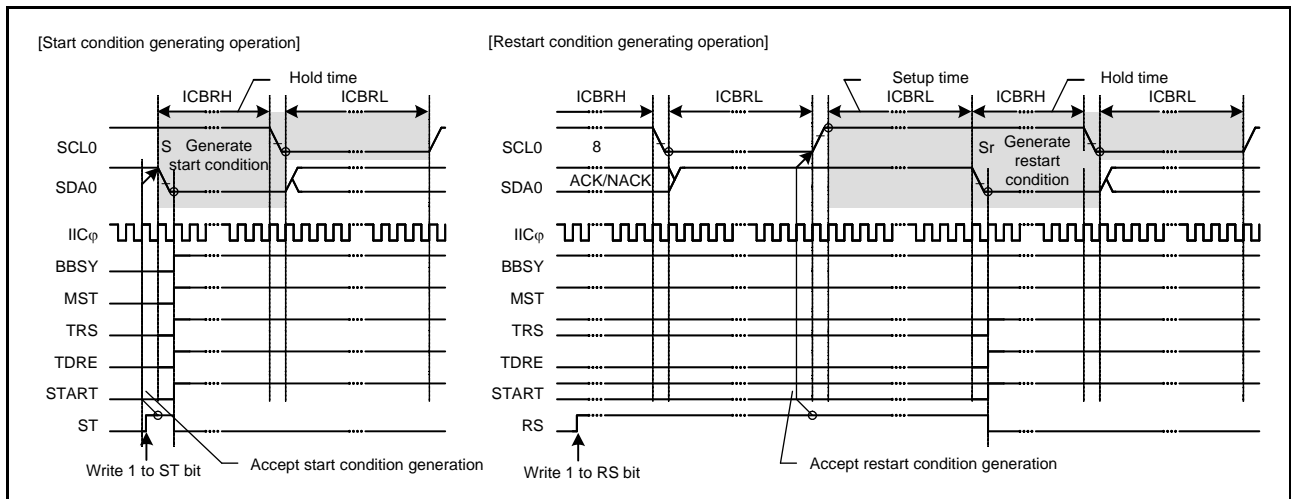 [Start condition generating operation]
[Restart condition generating operation]
Hold time
ICBRH
ICBRL
Setup time
Hold time
ICBRH
ICBRL
ICBRL
ICBRH
ICBRL
SCL0
S Generate
start condition
SCL0
8
Sr Generate
restart
condition
SDA0
SDA0
ACK/NACK
IICφ
IICφ
BBSY
BBSY
MST
MST
TRS
TRS
TDRE
TDRE
START
START
ST
RS
Write 1 to ST bit
Accept start condition generation
Write 1 to RS bit
Accept restart condition generation